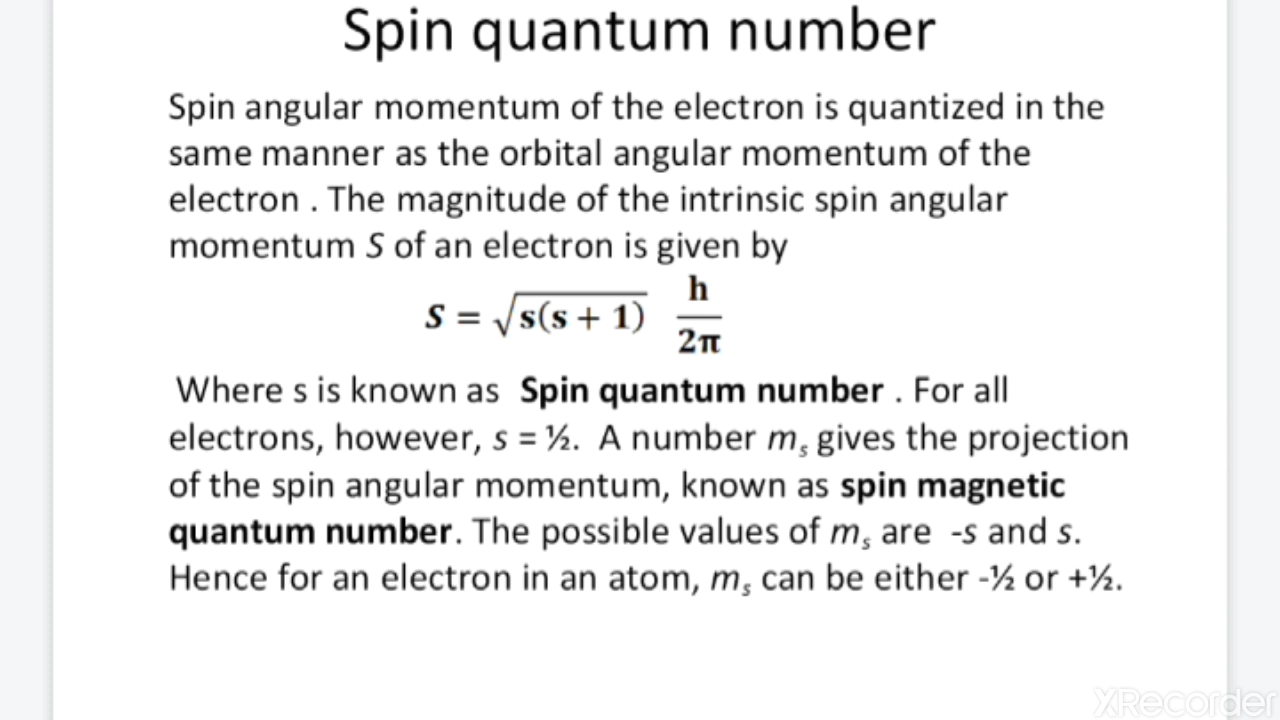 Spin quantum number
Spin angular momentum of the electron is quantized in the
same manner as the orbital angular momentum of the
electron . The magnitude of the intrinsic spin angular
momentum S of an electron is given by
S = √s(s + 1) h/2π
Where s is known as Spin quantum number . For all
electrons, however, s = ½. A number mₛ gives the projection
of the spin angular momentum, known as spin magnetic
quantum number. The possible values of mₛ are -s and s.
Hence for an electron in an atom, mₛ can be either -½ or +½.
XRecorder